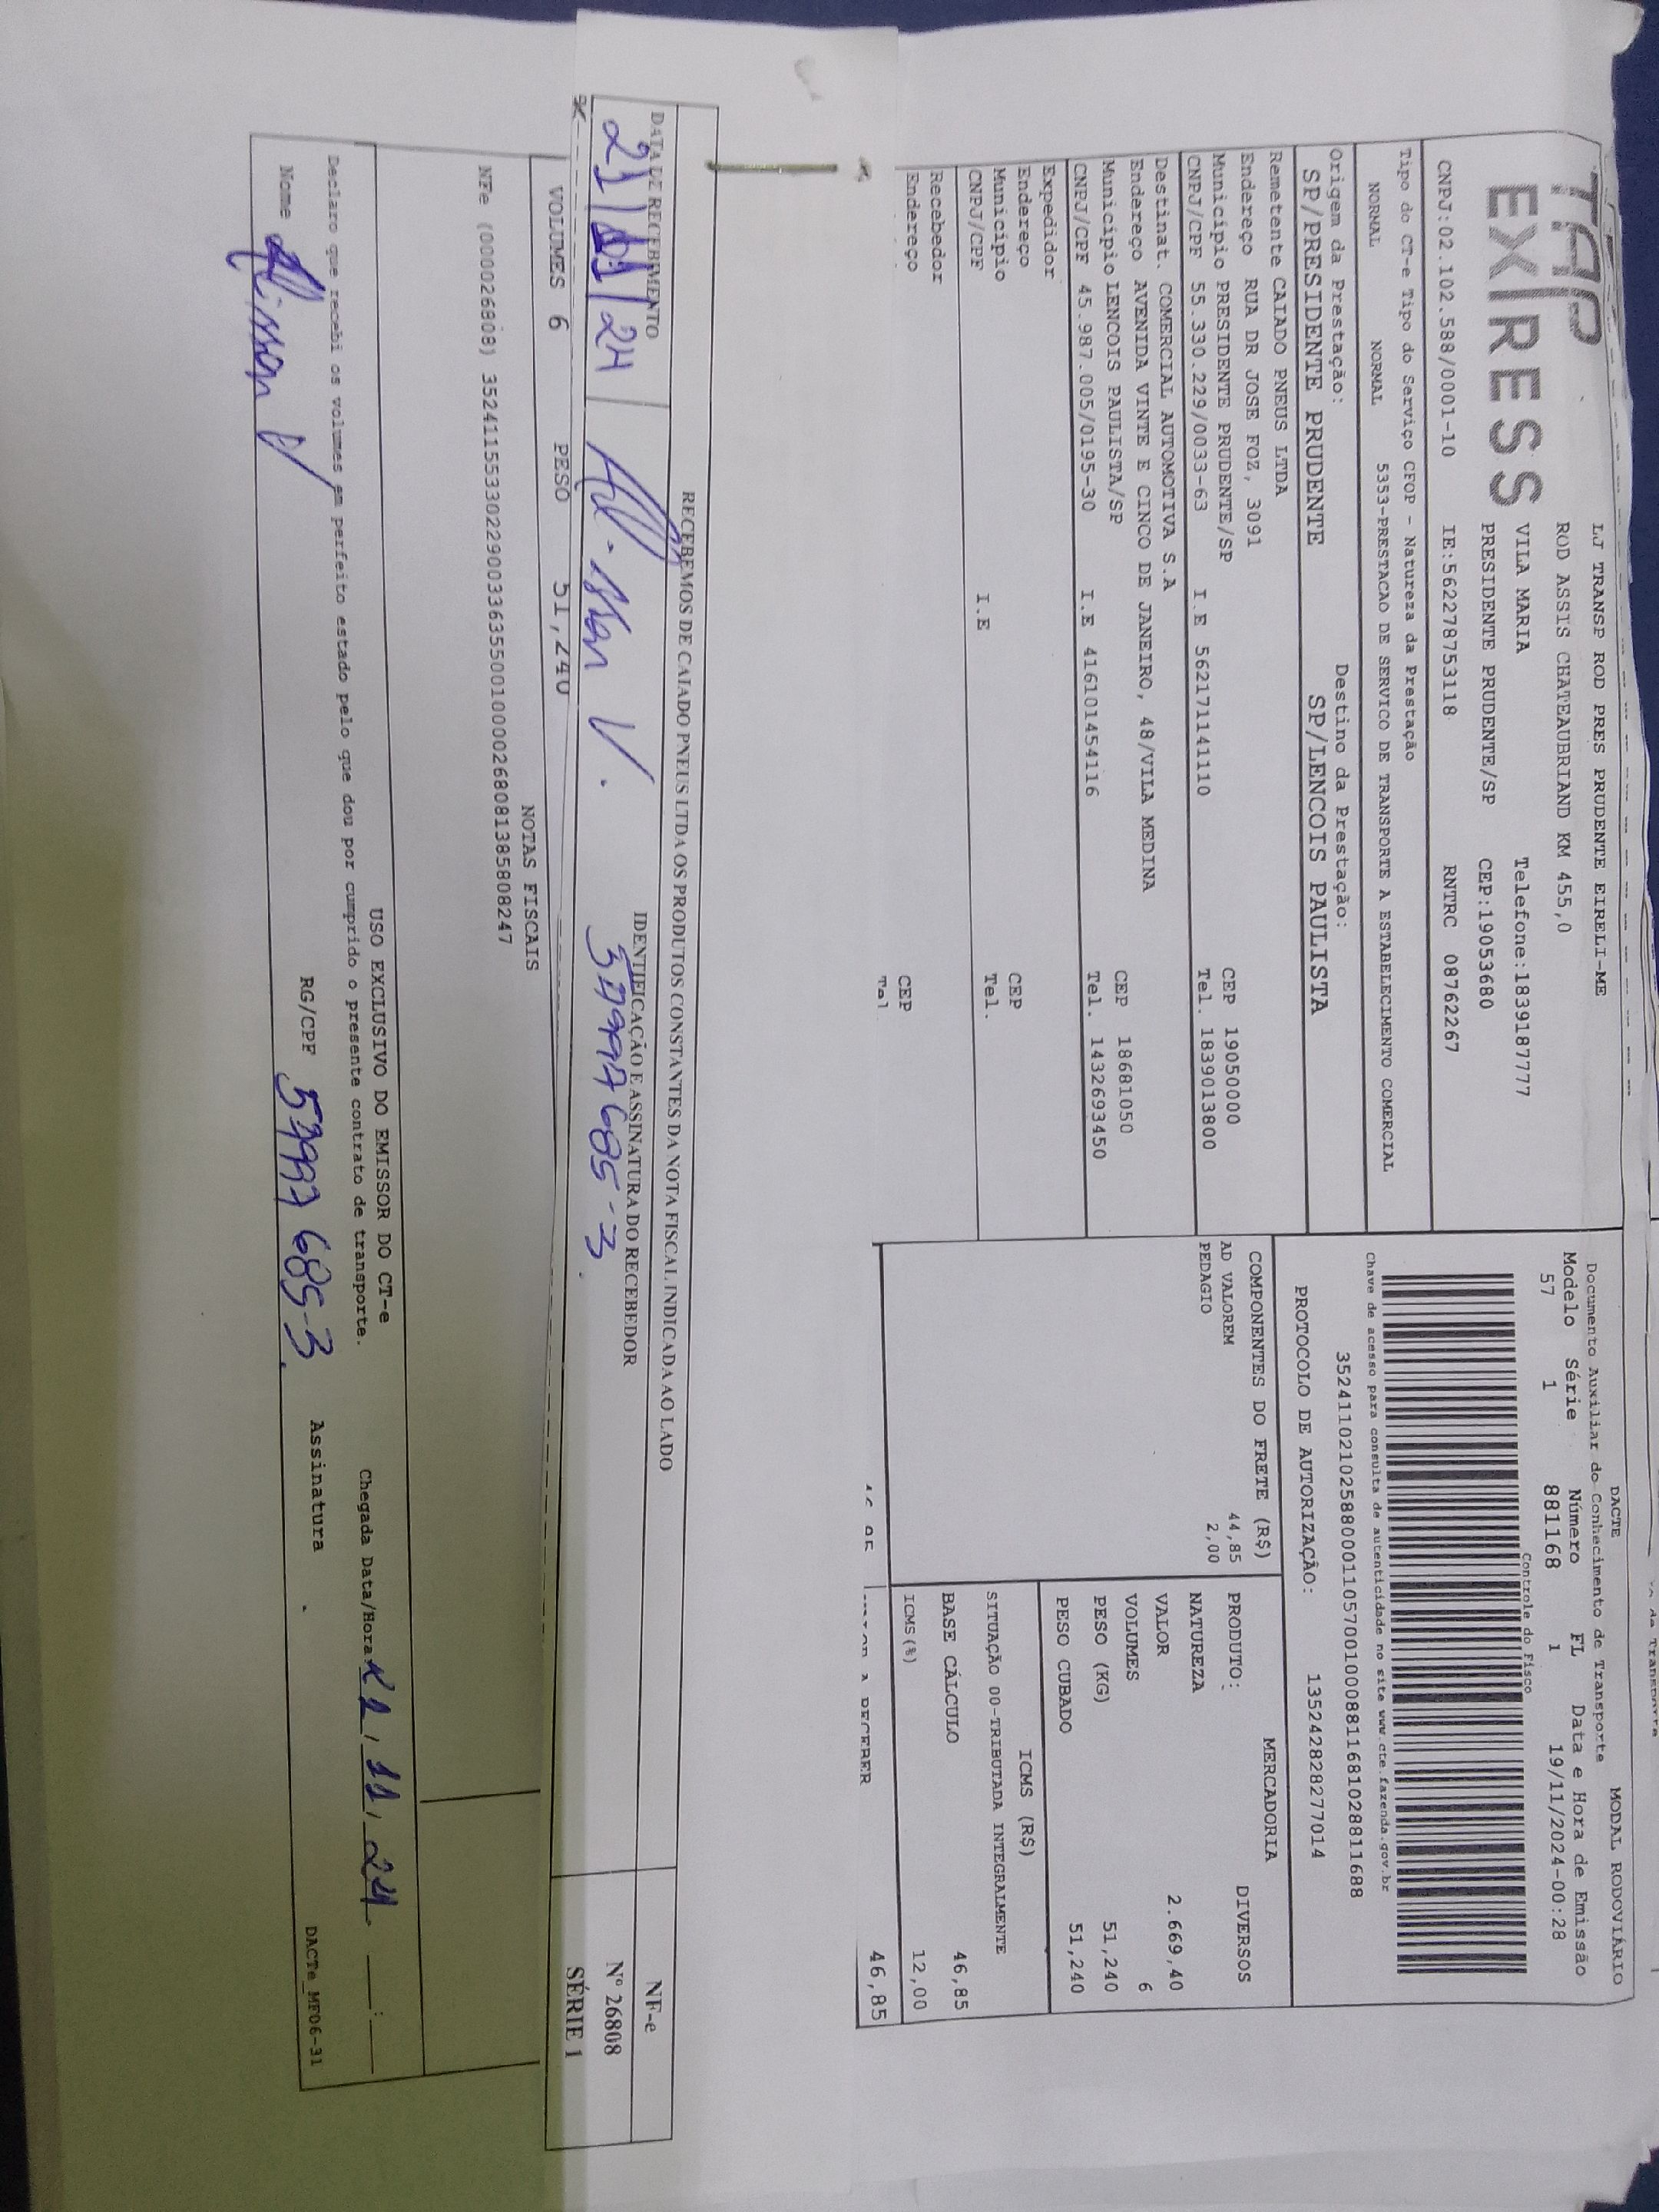 TAP
EX RESS
LJ TRANSP ROD PRES PRUDENTE EIRELI-ME
ROD ASSIS CHATEAUBRIAND KM 455,0
VILA MARIA Telefone:1839187777
PRESIDENTE PRUDENTE/SP CEP:19053680
CNPJ:02.102.588/0001-10 IE:562278753118 RNTRC 08762267
DACTE MODAL RODOVIÁRIO
Documento Auxiliar do Conhecimento de Transporte
Modelo Série Número FL Data e Hora de Emissão
57 1 881168 1 19/11/2024-00:28
Controle do Fisco
Chave de acesso para consulta de autenticidade no site www.cte.fazenda.gov.br
35241102102588000110570010008811681028811688
PROTOCOLO DE AUTORIZAÇÃO: 135242828277014
Tipo do CT-e Tipo do Serviço CFOP - Natureza da Prestação
NORMAL NORMAL 5353-PRESTACAO DE SERVICO DE TRANSPORTE A ESTABELECIMENTO COMERCIAL
Origem da Prestação: Destino da Prestação:
SP/PRESIDENTE PRUDENTE SP/LENCOIS PAULISTA
Remetente CAIADO PNEUS LTDA
Endereço RUA DR JOSE FOZ, 3091
Município PRESIDENTE PRUDENTE/SP CEP 19050000
CNPJ/CPF 55.330.229/0033-63 I.E 562171141110 Tel. 1839013800
Destinat. COMERCIAL AUTOMOTIVA S.A
Endereço AVENIDA VINTE E CINCO DE JANEIRO, 48/VILA MEDINA
Município LENCOIS PAULISTA/SP CEP 18681050
CNPJ/CPF 45.987.005/0195-30 I.E 416101454116 Tel. 1432693450
Expedidor
Endereço
Municipio CEP
CNPJ/CPF I.E Tel.
Recebedor
Endereço
CEP
Tel
COMPONENTES DO FRETE (R$)
AD VALOREM 44,85
PEDAGIO 2,00
MERCADORIA
PRODUTO: DIVERSOS
NATUREZA
VALOR 2.669,40
VOLUMES 6
PESO (KG) 51,240
PESO CUBADO 51,240
ICMS (R$)
SITUAÇÃO 00-TRIBUTADA INTEGRALMENTE
BASE CÁLCULO 46,85
ICMS(%) 12,00
A RECEBER 46,85
RECEBEMOS DE CAIADO PNEUS LTDA OS PRODUTOS CONSTANTES DA NOTA FISCAL INDICADA AO LADO
DATA DE RECEBIMENTO IDENTIFICAÇÃO E ASSINATURA DO RECEBEDOR
NF-e
Nº 26808
SÉRIE 1
VOLUMES 6 PESO 51,240
NOTAS FISCAIS
NFe (000026808) 35241155330229003363550010000268081385808247
USO EXCLUSIVO DO EMISSOR DO CT-e
Declaro que recebi os volumes em perfeito estado pelo que dou por cumprido o presente contrato de transporte. Chegada Data/Hora 21/11/24 __:__
Nome Alisson V RG/CPF Assinatura
DACTe_MF06-31